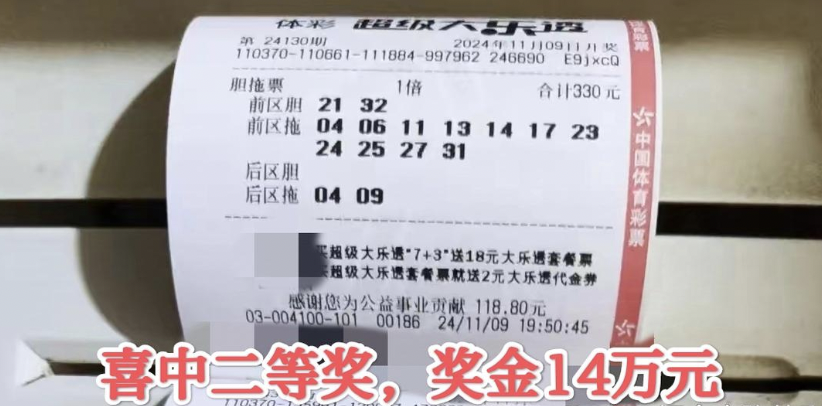 体彩 超级大乐透
第 24130期 2024年11月09日开奖
110370-110661-111884-997962 246690 E9jxcQ
胆拖票 1倍 合计330元
前区胆 21 32
前区拖 04 06 11 13 14 17 23
24 25 27 31
后区胆
后区拖 04 09
买超级大乐透"7+3"送18元大乐透套餐票
买超级大乐透套餐票就送2元大乐透代金券
感谢您为公益事业贡献 118.80元
03-004100-101 00186 24/11/09 19:50:45
中国体育彩票
喜中二等奖，奖金14万元